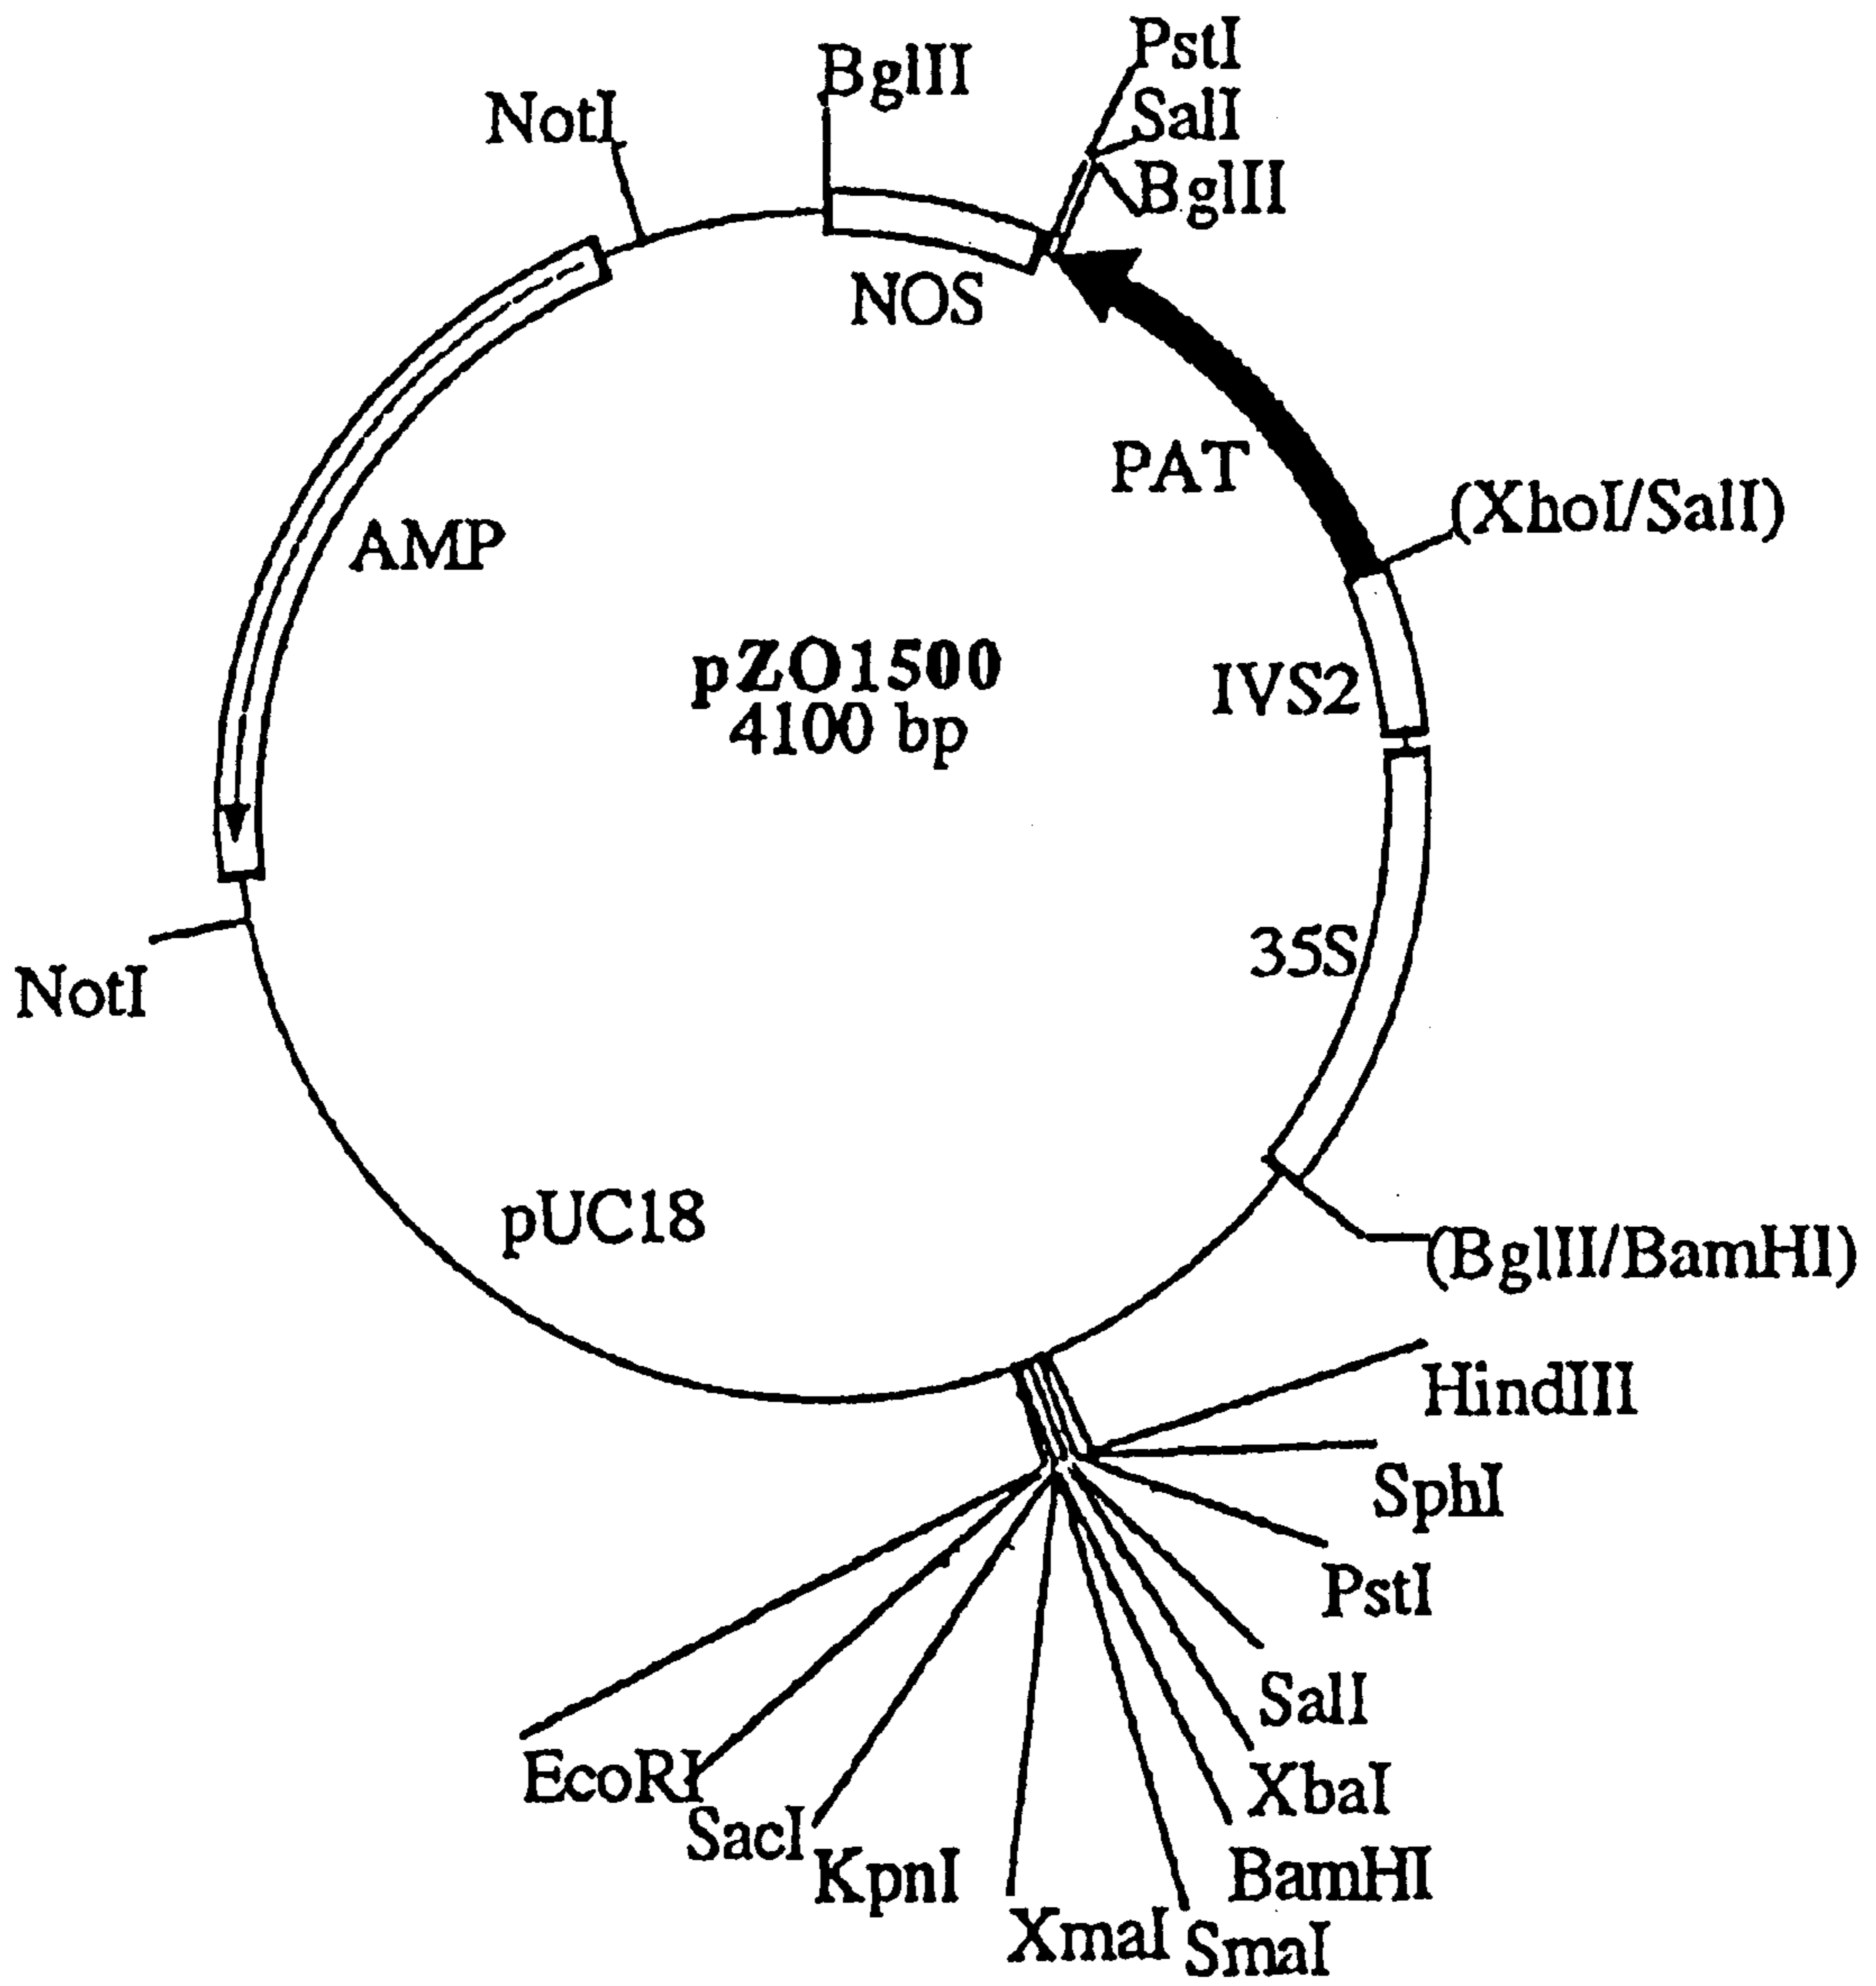 PstI
BglII
SalI
NotI
BglII
NOS
PAT
(XhoI/SalI)
AMP
pZO1500
4100 bp
IVS2
35S
NotI
pUC18
(BglII/BamHI)
HindIII
SphI
PstI
SalI
XbaI
EcoRI
SacI
KpnI
BamHI
XmaI
SmaI